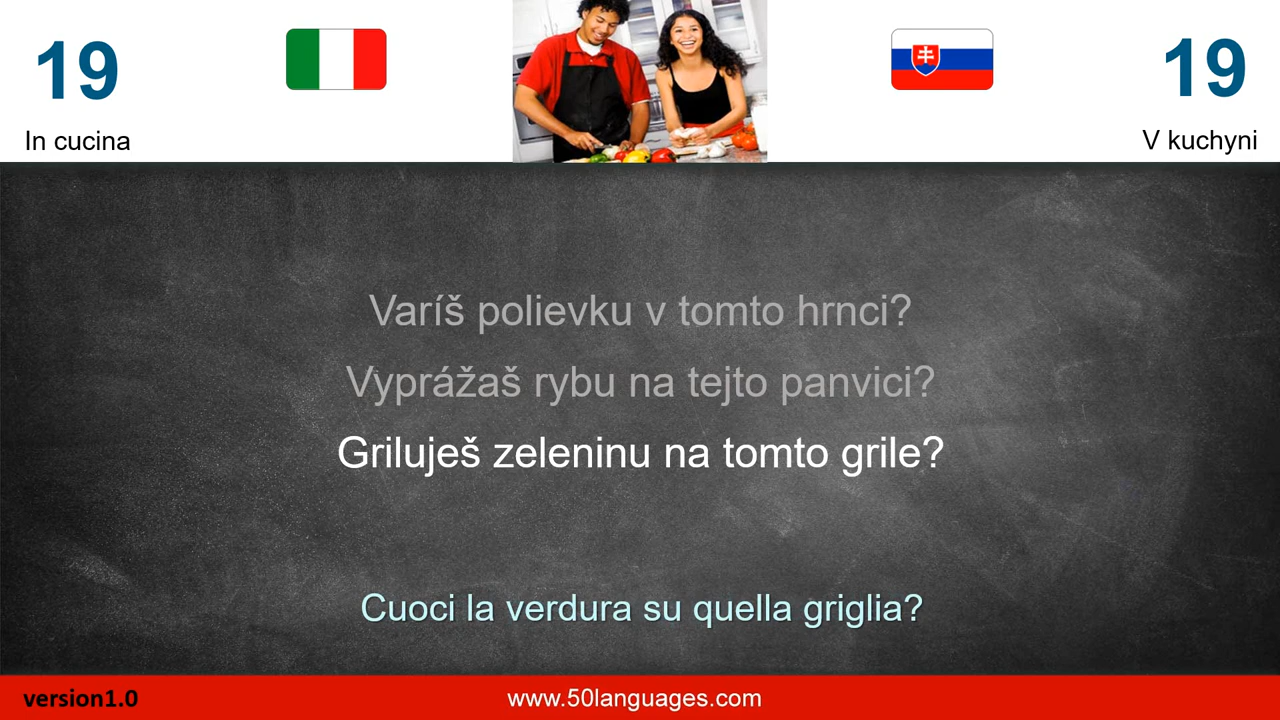 19
19
In cucina
V kuchyni
Varíš polievku v tomto hrnci?
Vyprážaš rybu na tejto panvici?
Griluješ zeleninu na tomto grile?
Cuoci la verdura su quella griglia?
version1.0
www.50languages.com